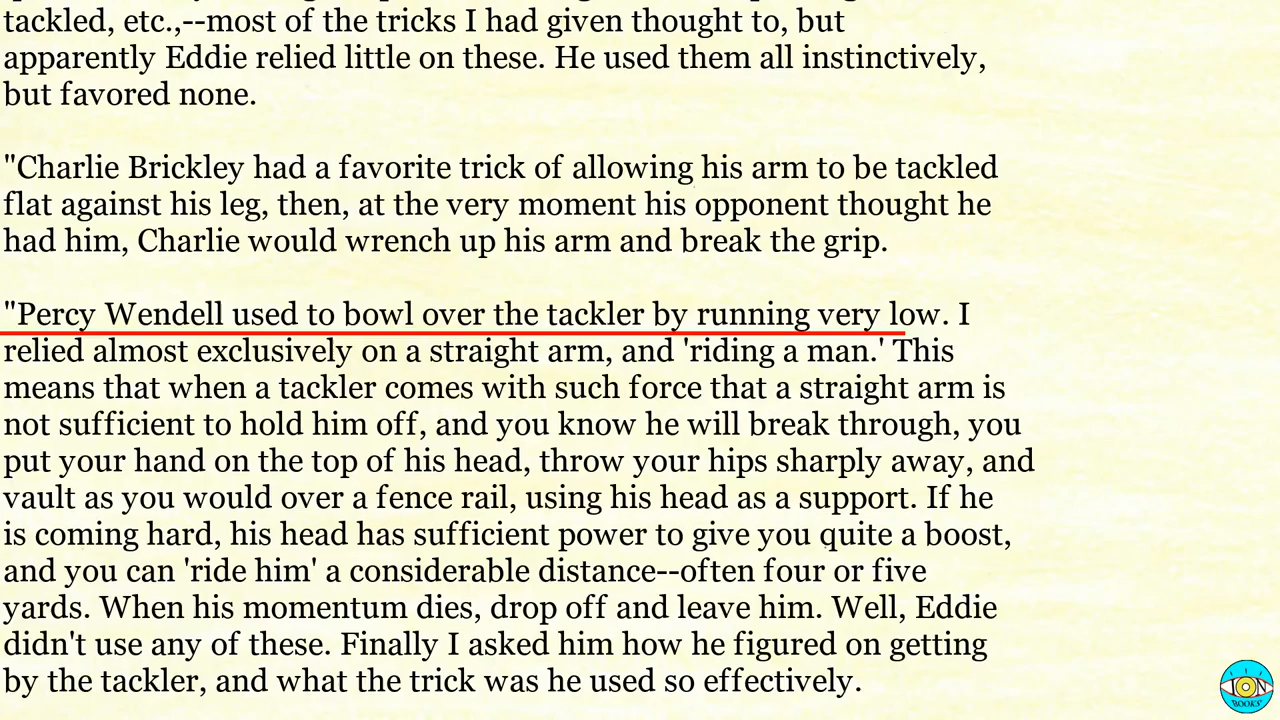 tackled, etc.,--most of the tricks I had given thought to, but
apparently Eddie relied little on these. He used them all instinctively,
but favored none.
"Charlie Brickley had a favorite trick of allowing his arm to be tackled
flat against his leg, then, at the very moment his opponent thought he
had him, Charlie would wrench up his arm and break the grip.
"Percy Wendell used to bowl over the tackler by running very low. I
relied almost exclusively on a straight arm, and 'riding a man.' This
means that when a tackler comes with such force that a straight arm is
not sufficient to hold him off, and you know he will break through, you
put your hand on the top of his head, throw your hips sharply away, and
vault as you would over a fence rail, using his head as a support. If he
is coming hard, his head has sufficient power to give you quite a boost,
and you can 'ride him' a considerable distance--often four or five
yards. When his momentum dies, drop off and leave him. Well, Eddie
didn't use any of these. Finally I asked him how he figured on getting
by the tackler, and what the trick was he used so effectively.
ION
BOOKS